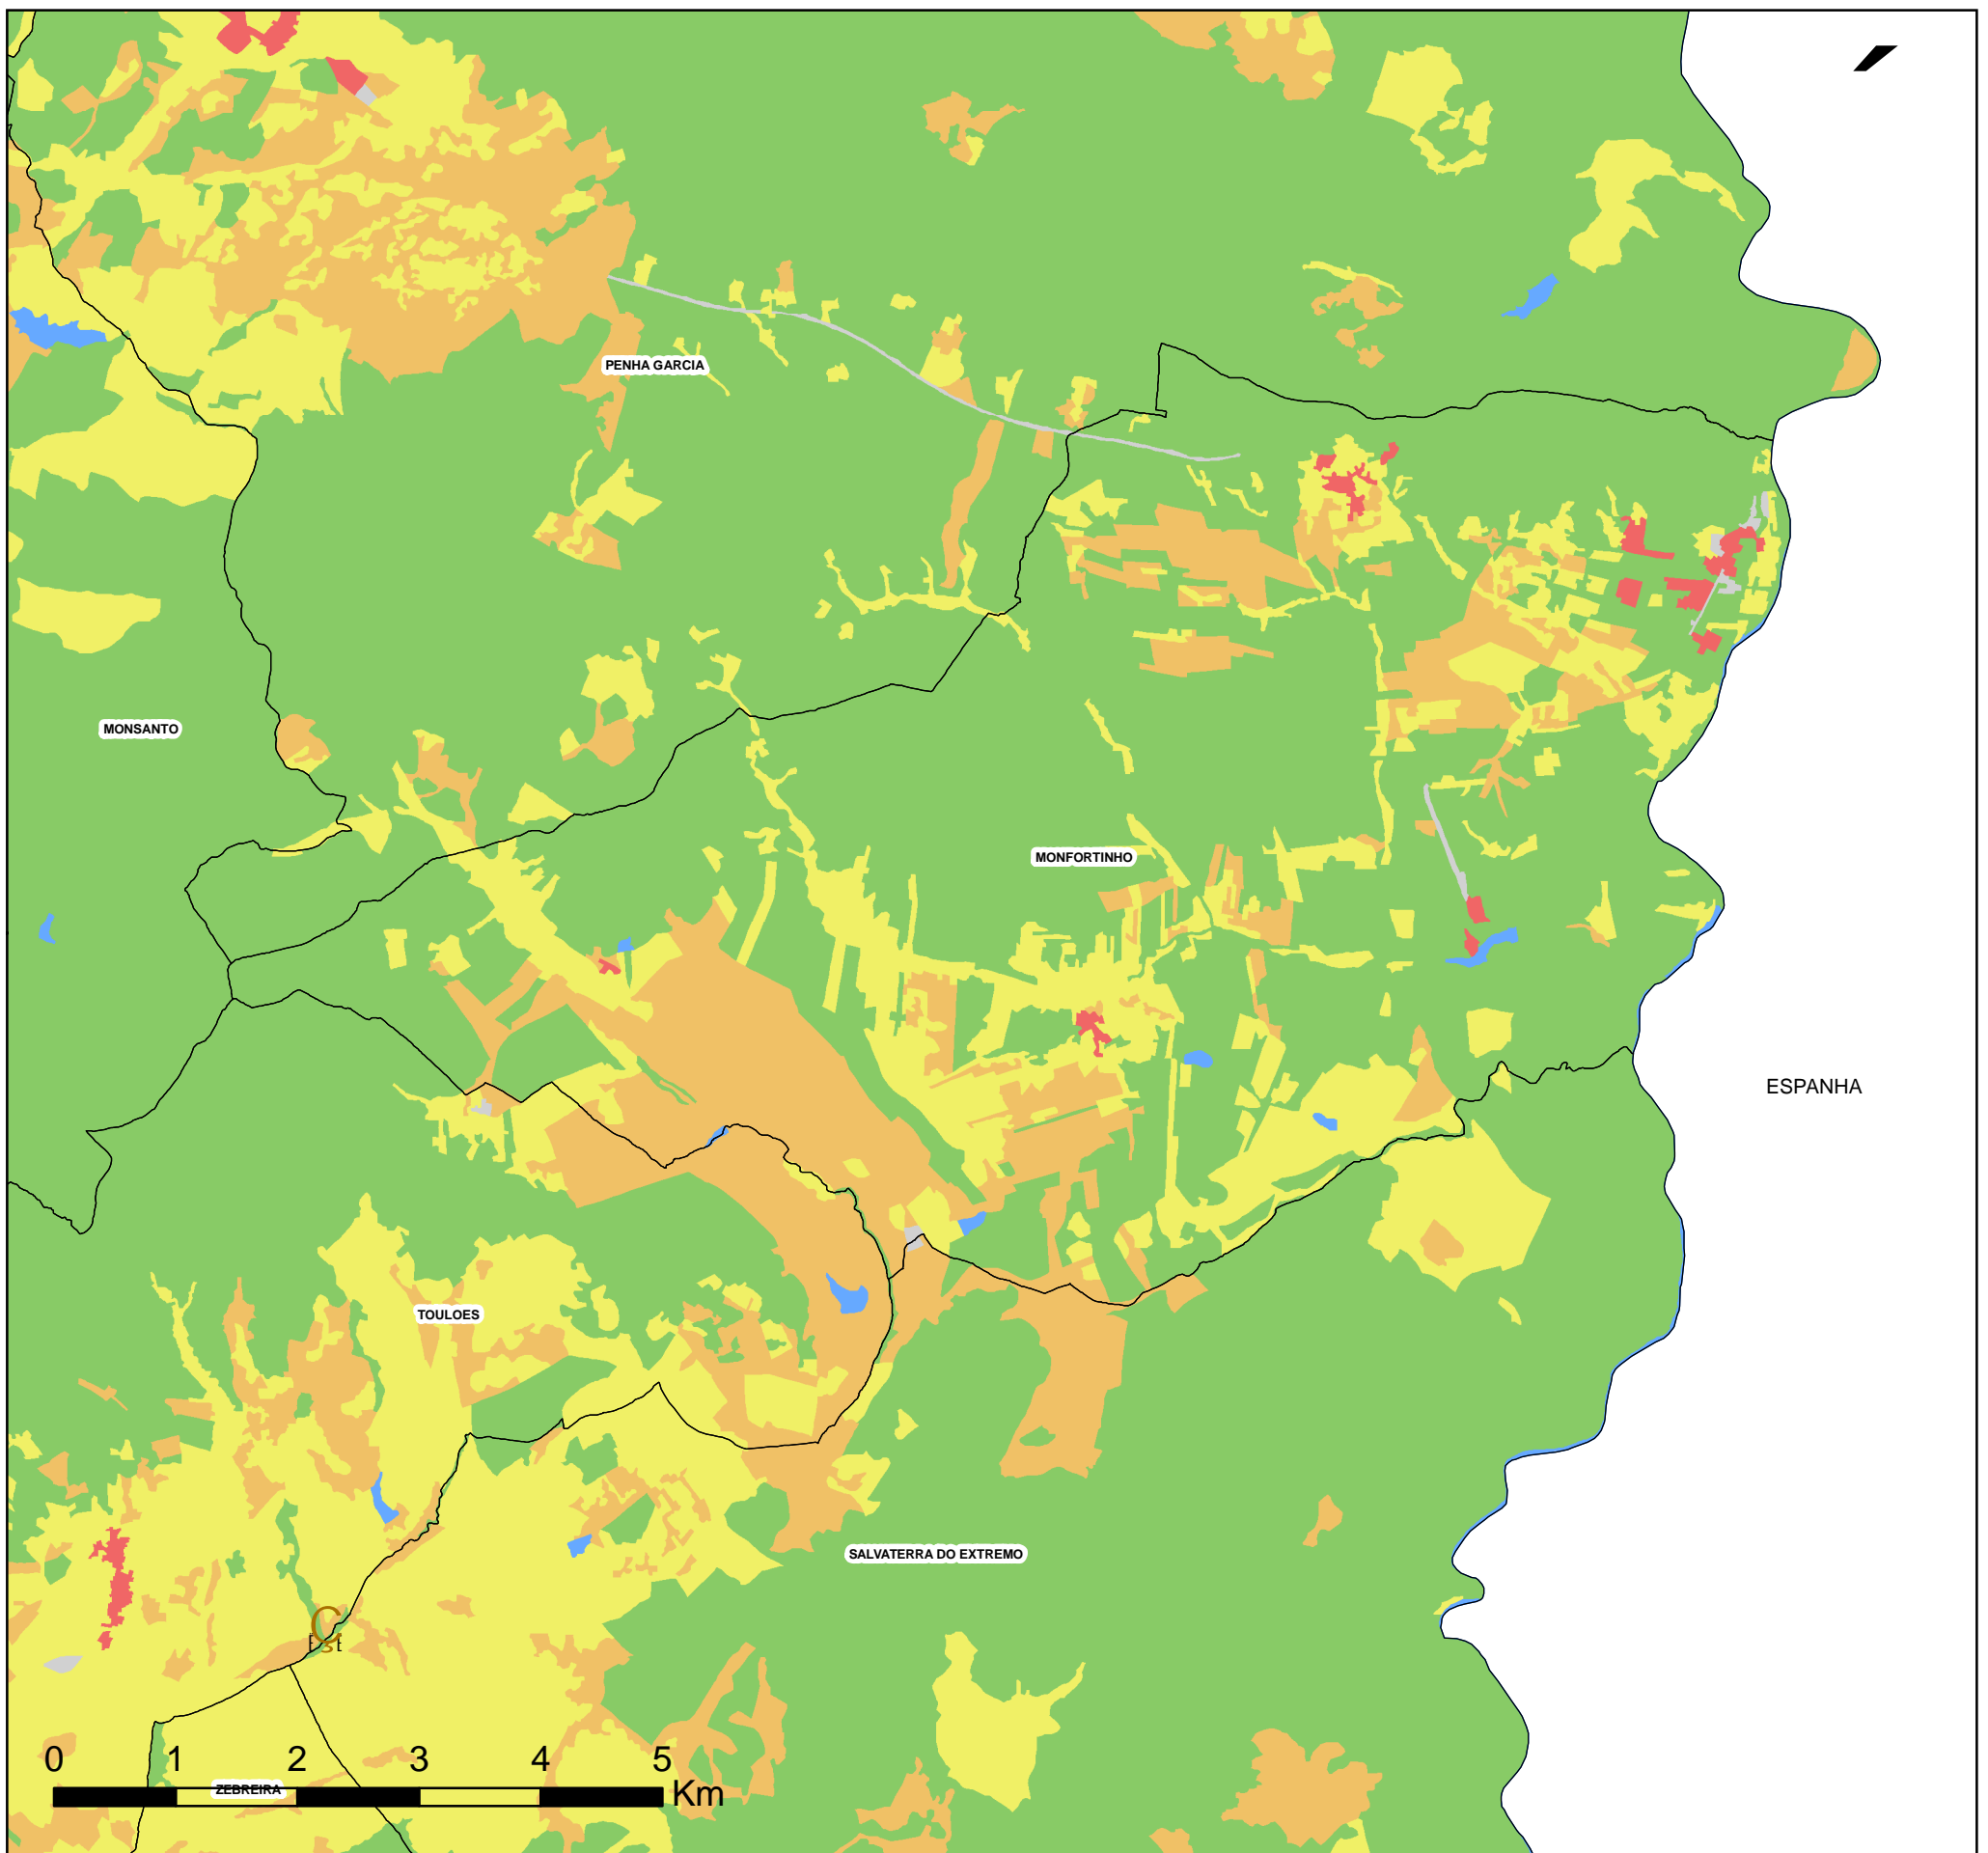 PENHA GARCIA
MONSANTO
MONFORTINHO
ESPANHA
TOULOES
SALVATERRA DO EXTREMO
0 1 2 3 4 5
Km
ZEBREIRA